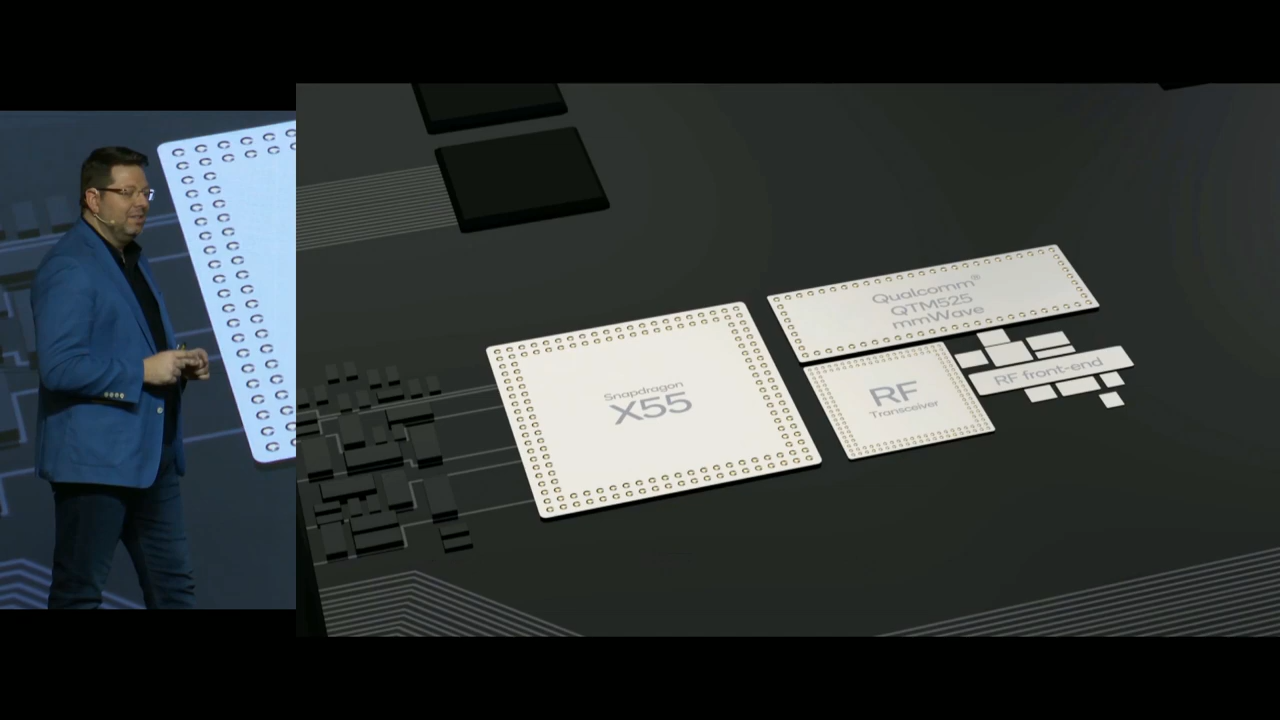 Snapdragon
X55
Qualcomm®
QTM525
mmWave
RF
Transceiver
RF front-end